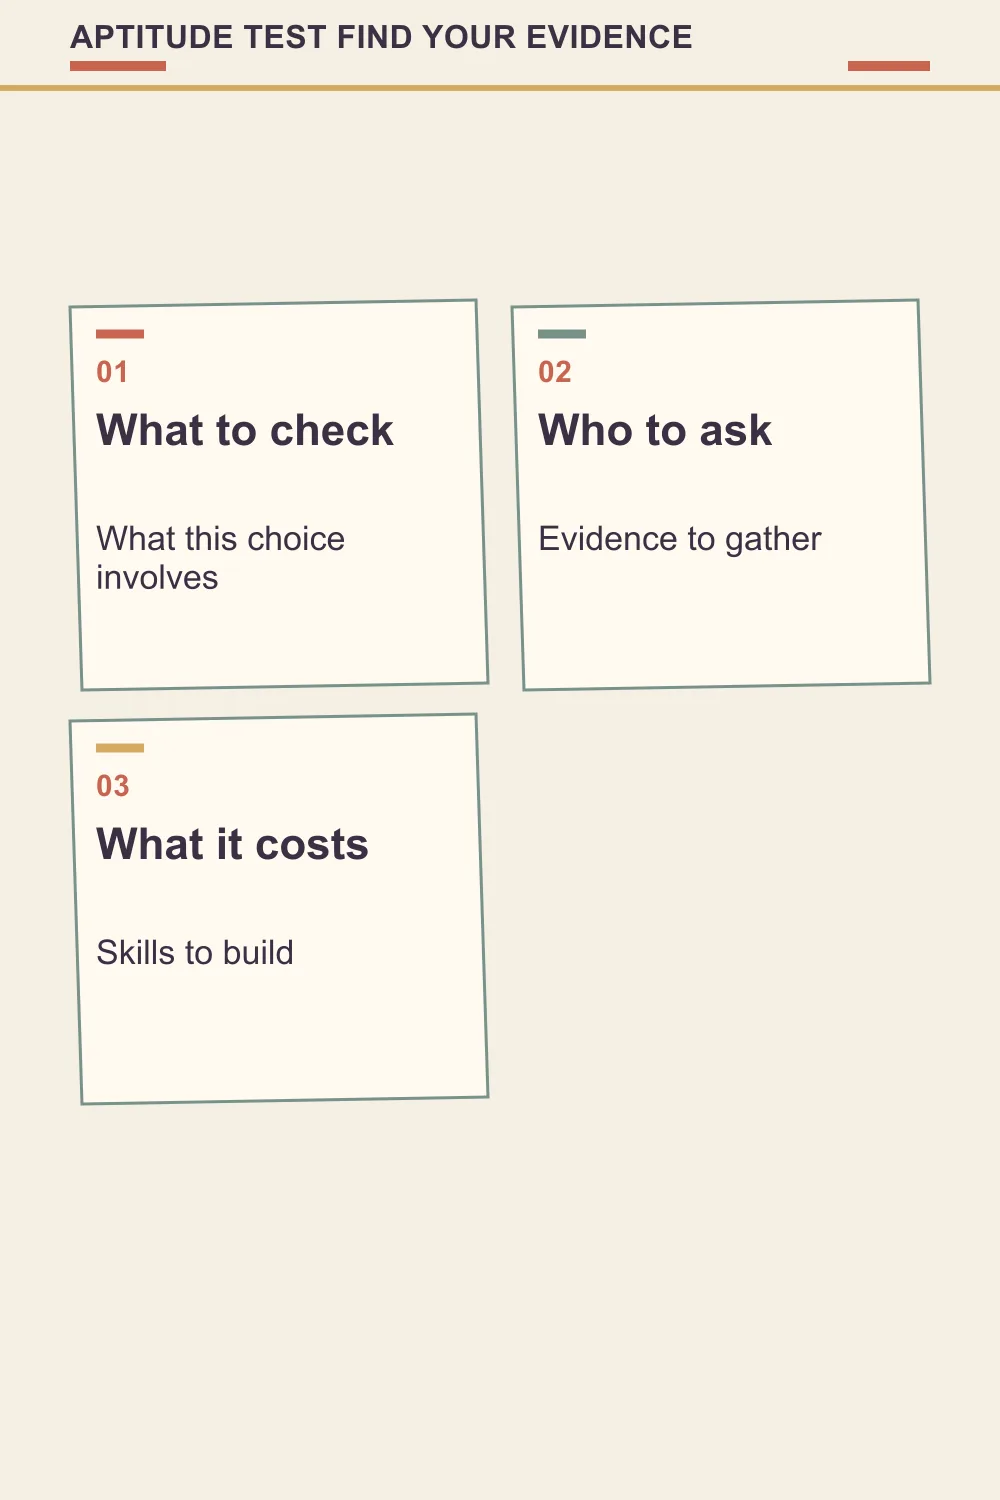 APTITUDE TEST FIND YOUR EVIDENCE
01
What to check
What this choice
involves
02
Who to ask
Evidence to gather
03
What it costs
Skills to build